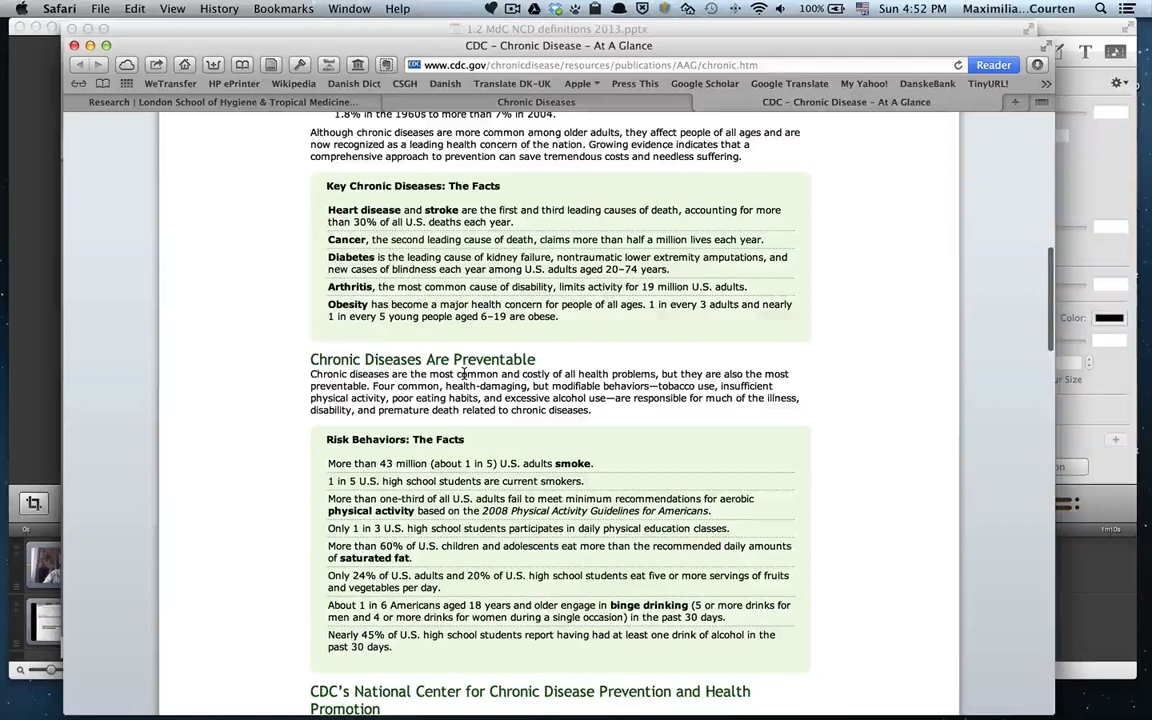 Safari File Edit View History Bookmarks Window Help 100% Sun 4:52 PM Maximilia...Courten
1.2 MdC NCD definitions 2013.pptx
CDC – Chronic Disease – At A Glance
www.cdc.gov/chronicdisease/resources/publications/AAG/chronic.htm Reader
WeTransfer HP ePrinter Wikipedia Danish Dict CSGH Danish Translate DK-UK Apple Press This Google Scholar Google Translate My Yahoo! DanskeBank TinyURL!
Research | London School of Hygiene & Tropical Medicine... Chronic Diseases CDC – Chronic Disease – At A Glance
1.8% in the 1960s to more than 7% in 2004.
Although chronic diseases are more common among older adults, they affect people of all ages and are
now recognized as a leading health concern of the nation. Growing evidence indicates that a
comprehensive approach to prevention can save tremendous costs and needless suffering.
Key Chronic Diseases: The Facts
Heart disease and stroke are the first and third leading causes of death, accounting for more
than 30% of all U.S. deaths each year.
Cancer, the second leading cause of death, claims more than half a million lives each year.
Diabetes is the leading cause of kidney failure, nontraumatic lower extremity amputations, and
new cases of blindness each year among U.S. adults aged 20–74 years.
Arthritis, the most common cause of disability, limits activity for 19 million U.S. adults.
Obesity has become a major health concern for people of all ages. 1 in every 3 adults and nearly
1 in every 5 young people aged 6–19 are obese.
Color:
Chronic Diseases Are Preventable
Chronic diseases are the most common and costly of all health problems, but they are also the most
preventable. Four common, health-damaging, but modifiable behaviors—tobacco use, insufficient
physical activity, poor eating habits, and excessive alcohol use—are responsible for much of the illness,
disability, and premature death related to chronic diseases.
ur Size
Risk Behaviors: The Facts
More than 43 million (about 1 in 5) U.S. adults smoke.
1 in 5 U.S. high school students are current smokers.
More than one-third of all U.S. adults fail to meet minimum recommendations for aerobic
physical activity based on the 2008 Physical Activity Guidelines for Americans.
Only 1 in 3 U.S. high school students participates in daily physical education classes.
More than 60% of U.S. children and adolescents eat more than the recommended daily amounts
of saturated fat.
Only 24% of U.S. adults and 20% of U.S. high school students eat five or more servings of fruits
and vegetables per day.
About 1 in 6 Americans aged 18 years and older engage in binge drinking (5 or more drinks for
men and 4 or more drinks for women during a single occasion) in the past 30 days.
Nearly 45% of U.S. high school students report having had at least one drink of alcohol in the
past 30 days.
CDC's National Center for Chronic Disease Prevention and Health
Promotion
on
0s
1m10s